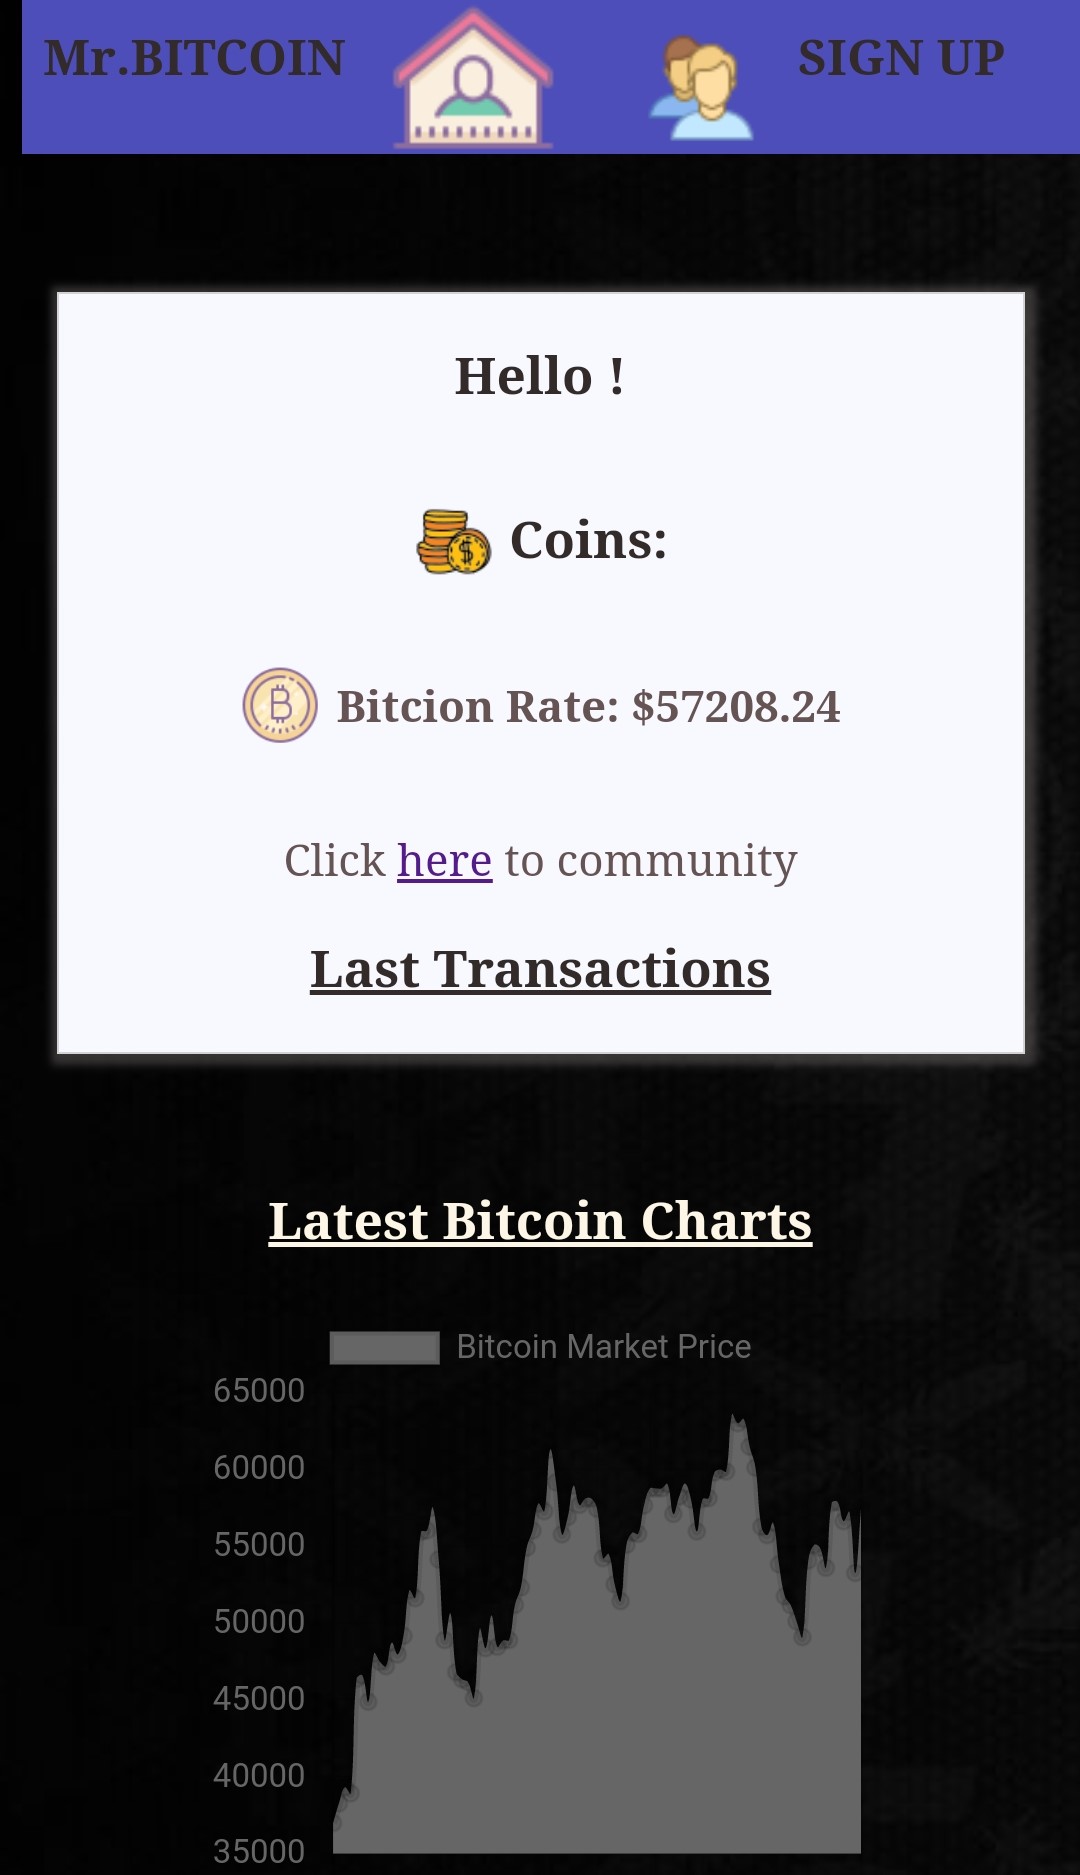 Mr.BITCOIN SIGN UP
Hello !
Coins:
Bitcion Rate: $57208.24
Click here to community
Last Transactions
Latest Bitcoin Charts
Bitcoin Market Price
65000
60000
55000
50000
45000
40000
35000